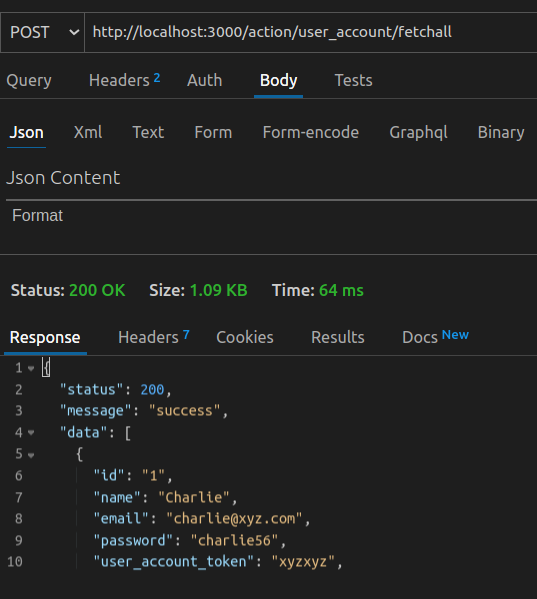 POST http://localhost:3000/action/user_account/fetchall
Query Headers 2 Auth Body Tests
Json Xml Text Form Form-encode Graphql Binary
Json Content
Format
Status: 200 OK Size: 1.09 KB Time: 64 ms
Response Headers 7 Cookies Results Docs New
1 {
2 "status": 200,
3 "message": "success",
4 "data": [
5 {
6 "id": "1",
7 "name": "Charlie",
8 "email": "charlie@xyz.com",
9 "password": "charlie56",
10 "user_account_token": "xyzxyz",